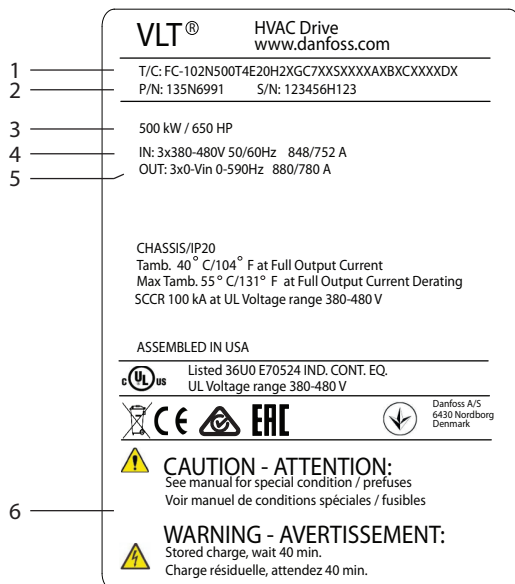 VLT® HVAC Drive
www.danfoss.com
1 T/C: FC-102N500T4E20H2XGC7XXSXXXXAXBXCXXXXDX
2 P/N: 135N6991 S/N: 123456H123
3 500 kW / 650 HP
4 IN: 3x380-480V 50/60Hz 848/752 A
5 OUT: 3x0-Vin 0-590Hz 880/780 A
CHASSIS/IP20
Tamb. 40° C/104° F at Full Output Current
Max Tamb. 55° C/131° F at Full Output Current Derating
SCCR 100 kA at UL Voltage range 380-480 V
ASSEMBLED IN USA
c UL us Listed 36U0 E70524 IND. CONT. EQ.
UL Voltage range 380-480 V
CE EAC
Danfoss A/S
6430 Nordborg
Denmark
CAUTION - ATTENTION:
See manual for special condition / prefuses
Voir manuel de conditions spéciales / fusibles
6
WARNING - AVERTISSEMENT:
Stored charge, wait 40 min.
Charge résiduelle, attendez 40 min.